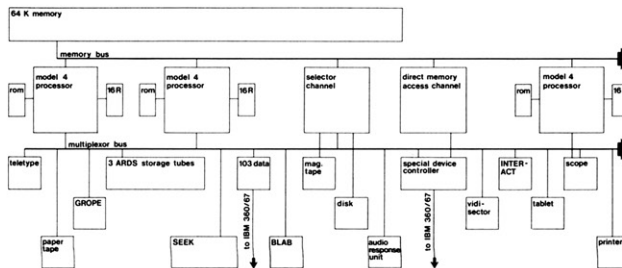 64 K memory
memory bus
rom
model 4
processor
16R
rom
model 4
processor
16R
selector
channel
direct memory
access channel
rom
model 4
processor
16
multiplexor bus
teletype
3 ARDS storage tubes
103 data
mag.
tape
special device
controller
INTER-
ACT
scope
GROPE
disk
vidi-
sector
tablet
to IBM 360/67
to IBM 360/67
paper
tape
SEEK
BLAB
audio
response
unit
printer